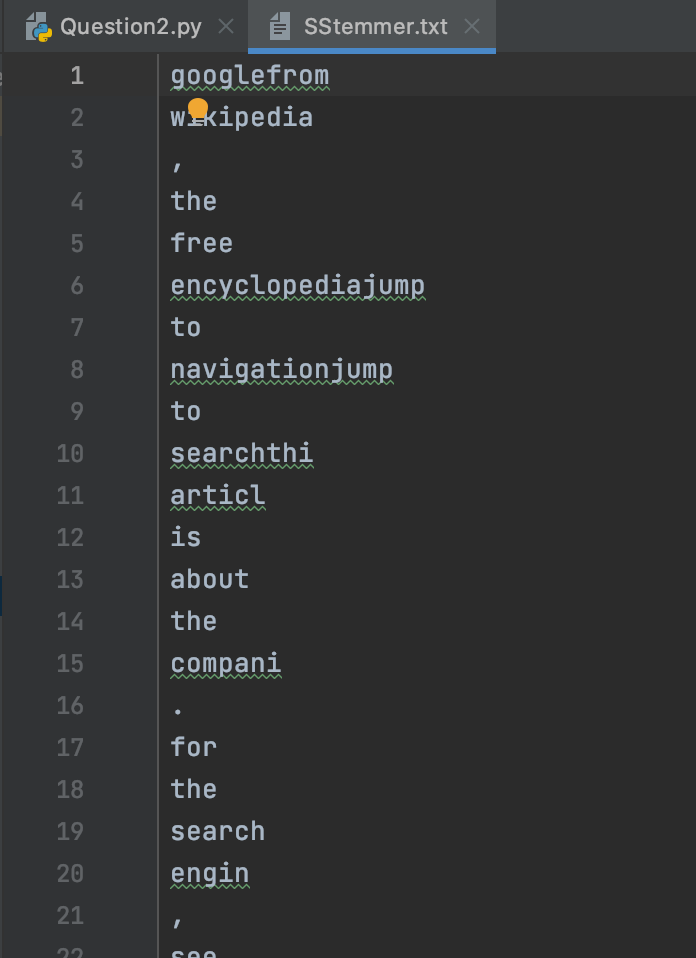 Question2.py SStemmer.txt
1 googlefrom
2 wikipedia
3 ,
4 the
5 free
6 encyclopediajump
7 to
8 navigationjump
9 to
10 searchthi
11 articl
12 is
13 about
14 the
15 compani
16 .
17 for
18 the
19 search
20 engin
21 ,
22 see